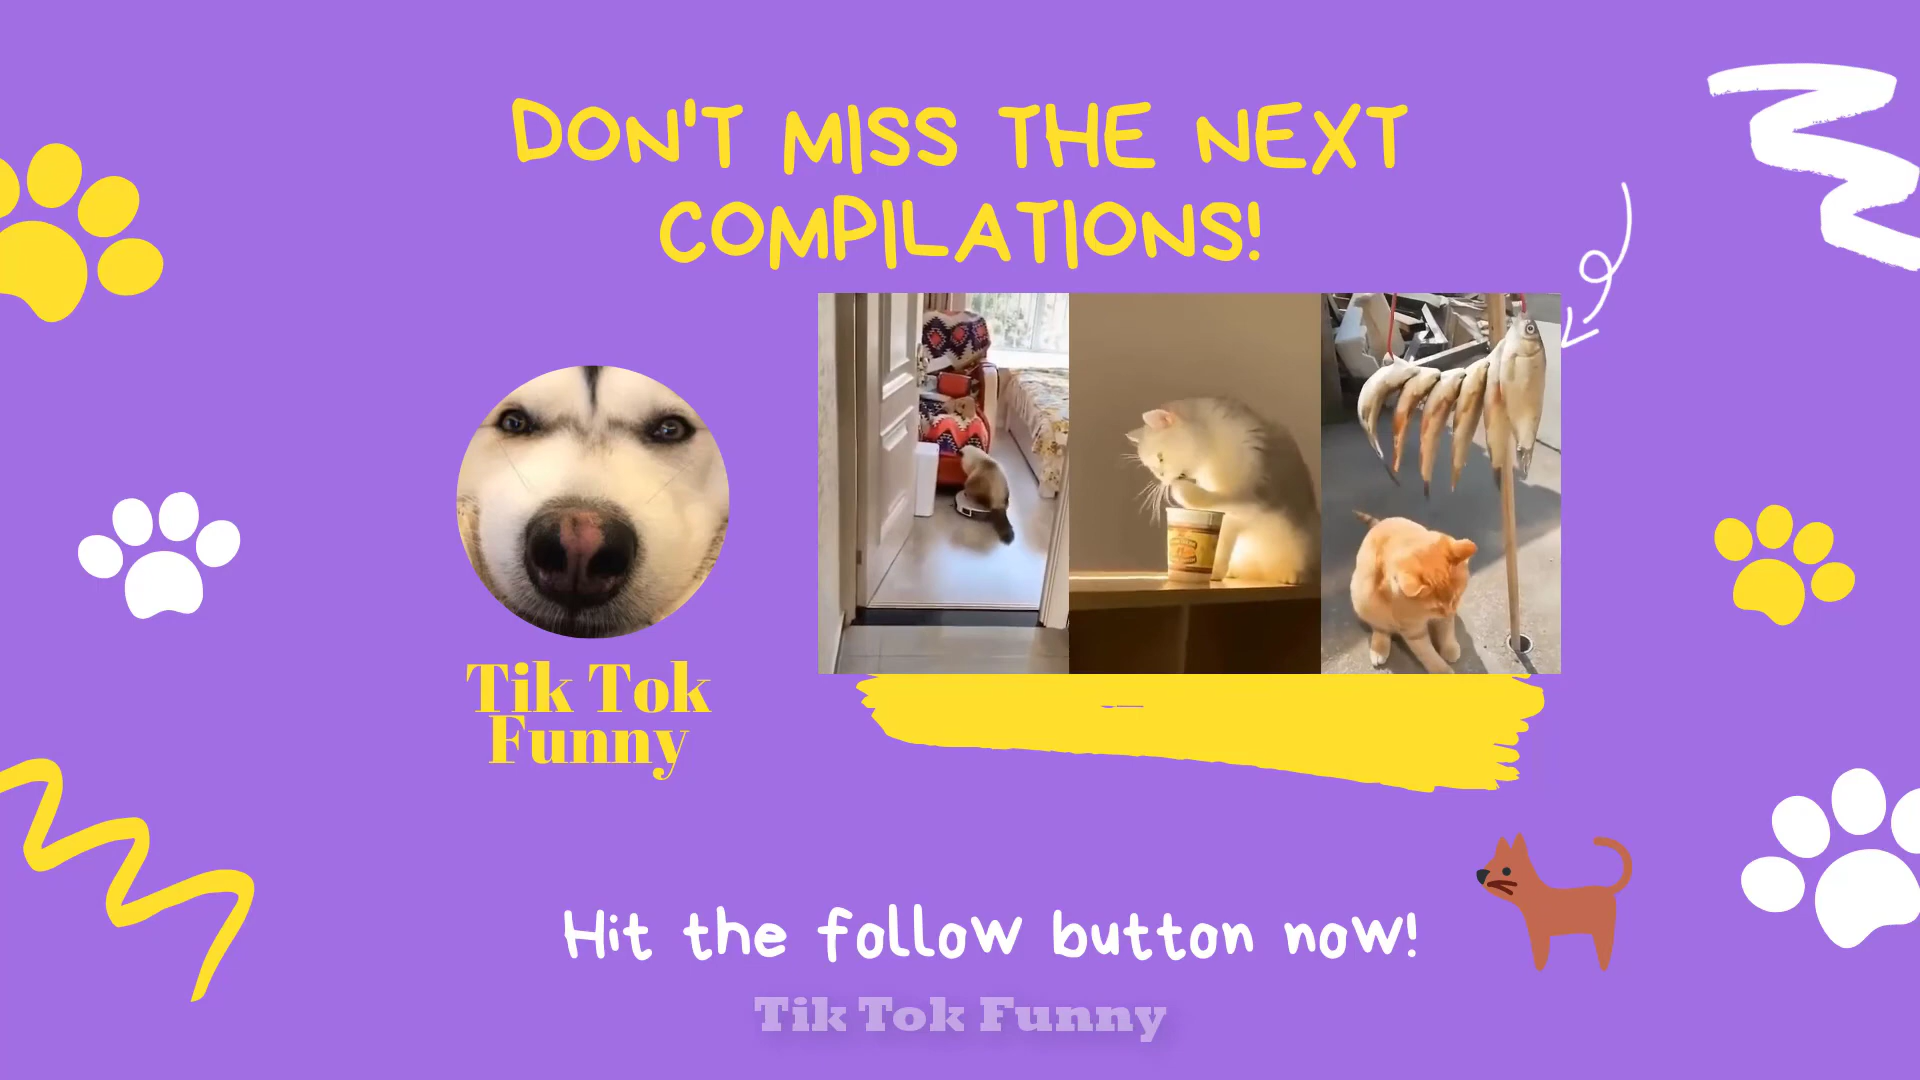 DON'T MISS THE NEXT
COMPILATIONS!
Tik Tok
Funny
Hit the follow button now!
Tik Tok Funny